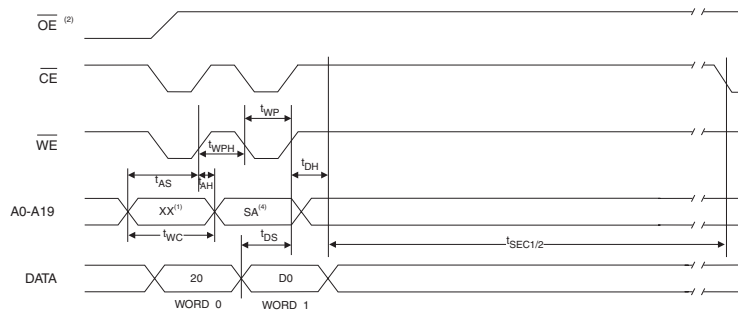 OE (2)
CE
tWP
WE
tWPH
tDH
tAS
tAH
A0-A19
XX(1)
SA(4)
tWC
tDS
tSEC1/2
DATA
20
D0
WORD 0
WORD 1